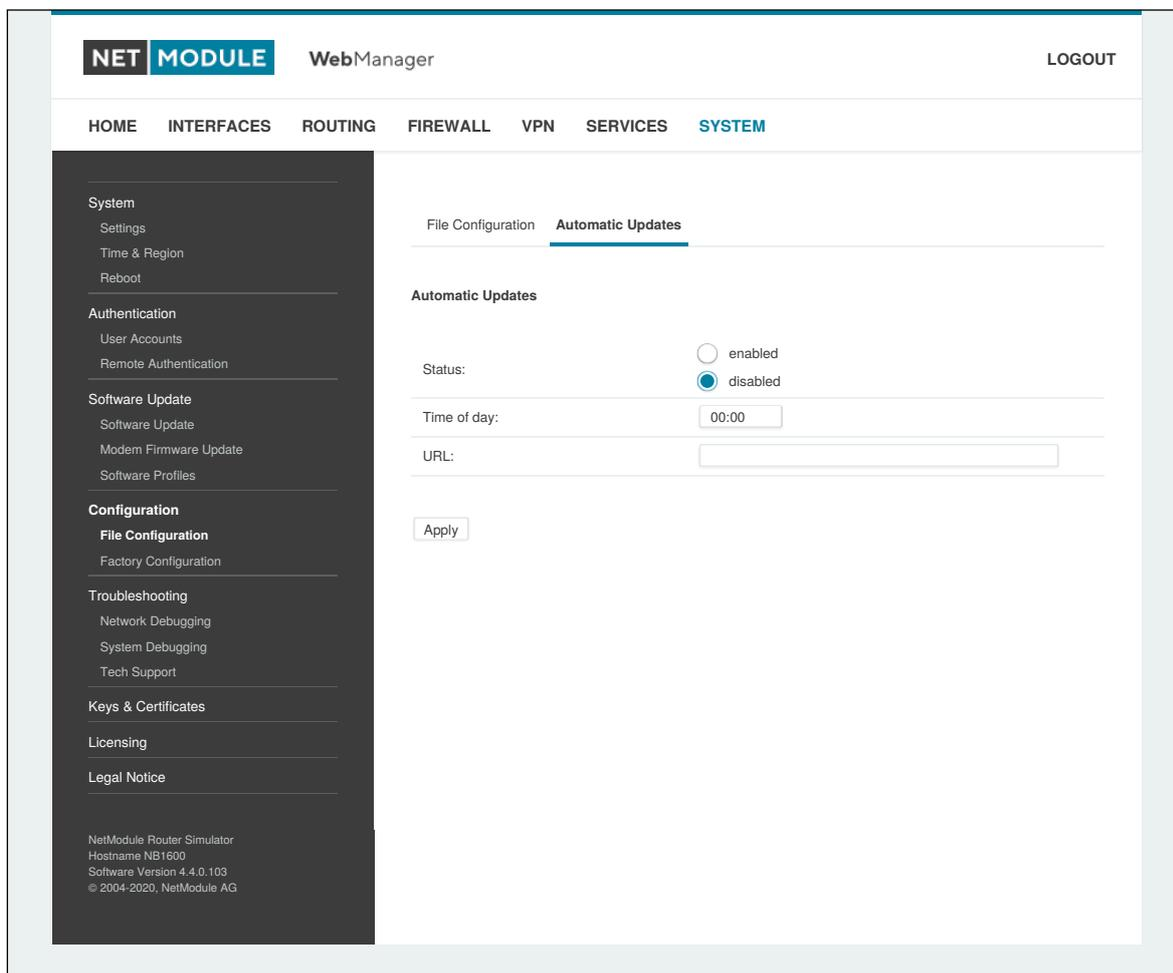 NET MODULE WebManager LOGOUT
HOME INTERFACES ROUTING FIREWALL VPN SERVICES SYSTEM
System
Settings
Time & Region
Reboot
Authentication
User Accounts
Remote Authentication
Software Update
Software Update
Modem Firmware Update
Software Profiles
Configuration
File Configuration
Factory Configuration
Troubleshooting
Network Debugging
System Debugging
Tech Support
Keys & Certificates
Licensing
Legal Notice
NetModule Router Simulator
Hostname NB1600
Software Version 4.4.0.103
© 2004-2020, NetModule AG
File Configuration Automatic Updates
Automatic Updates
Status: enabled
disabled
Time of day: 00:00
URL:
Apply